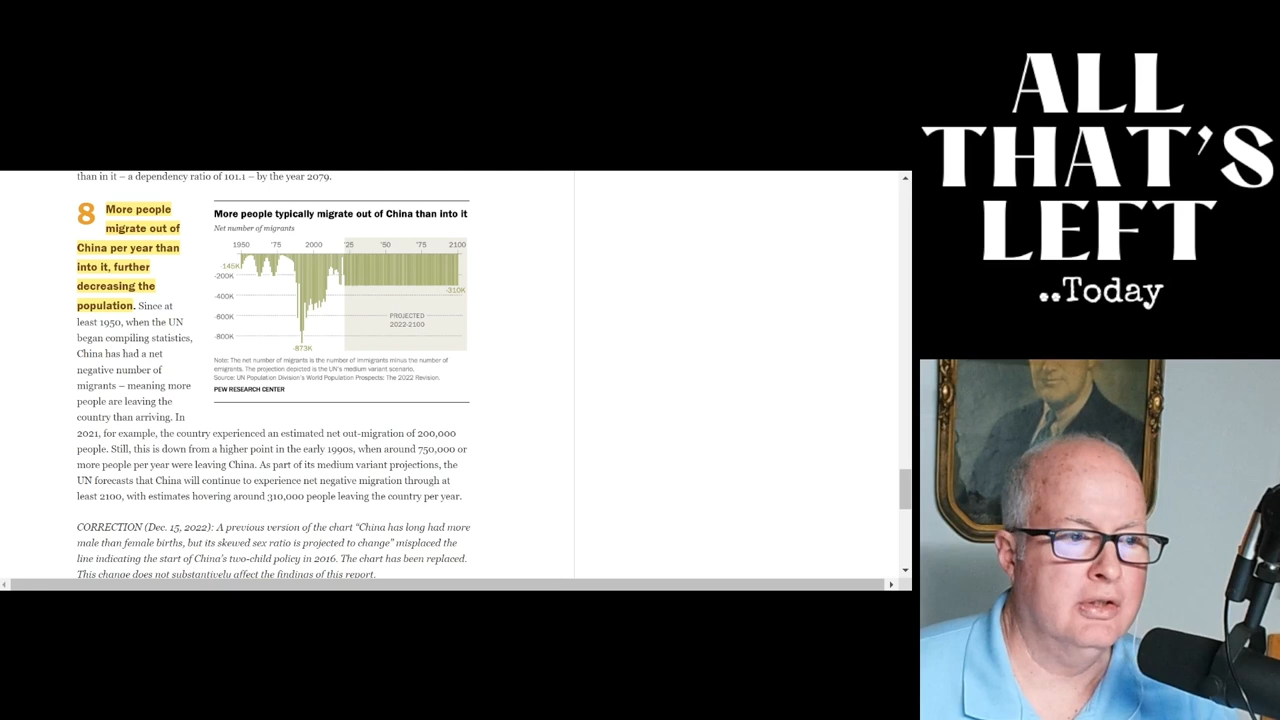 than in it – a dependency ratio of 101.1 – by the year 2079.
8 More people
migrate out of
China per year than
into it, further
decreasing the
population. Since at
least 1950, when the UN
began compiling statistics,
China has had a net
negative number of
migrants – meaning more
people are leaving the
country than arriving. In
2021, for example, the country experienced an estimated net out-migration of 200,000
people. Still, this is down from a higher point in the early 1990s, when around 750,000 or
more people per year were leaving China. As part of its medium variant projections, the
UN forecasts that China will continue to experience net negative migration through at
least 2100, with estimates hovering around 310,000 people leaving the country per year.
More people typically migrate out of China than into it
Net number of migrants
1950 '75 2000 '25 '50 '75 2100
-145K
-200K
-310K
-400K
-600K
PROJECTED
2022-2100
-800K
-873K
Note: The net number of migrants is the number of immigrants minus the number of
emigrants. The projection depicted is the UN's medium variant scenario.
Source: UN Population Division's World Population Prospects: The 2022 Revision.
PEW RESEARCH CENTER
CORRECTION (Dec. 15, 2022): A previous version of the chart “China has long had more
male than female births, but its skewed sex ratio is projected to change” misplaced the
line indicating the start of China's two-child policy in 2016. The chart has been replaced.
This change does not substantively affect the findings of this report.
ALL
THAT'S
LEFT
..Today